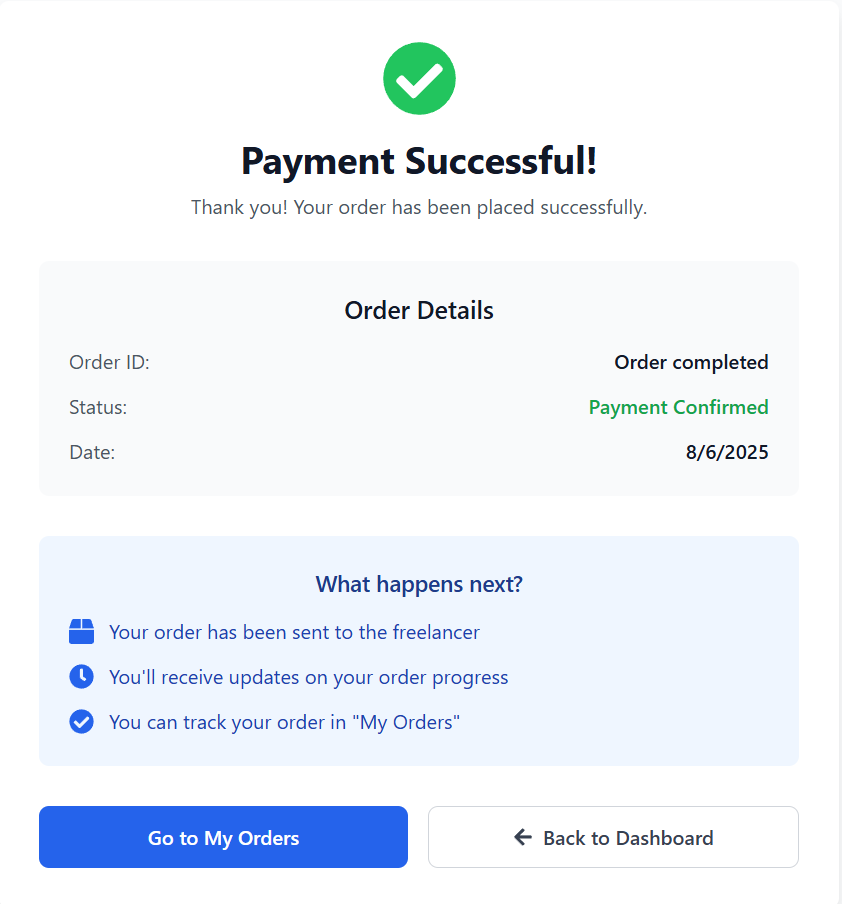 Payment Successful!
Thank you! Your order has been placed successfully.
Order Details
Order ID: Order completed
Status: Payment Confirmed
Date: 8/6/2025
What happens next?
Your order has been sent to the freelancer
You'll receive updates on your order progress
You can track your order in "My Orders"
Go to My Orders
Back to Dashboard